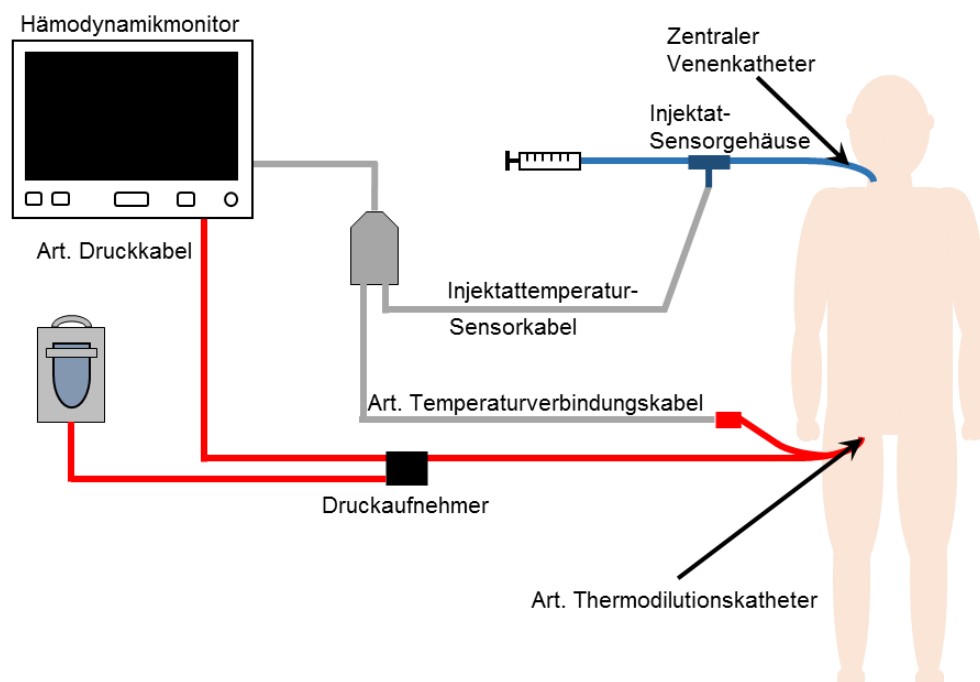 Hämodynamikmonitor
Zentraler
Venenkatheter
Injektat-
Sensorgehäuse
Art. Druckkabel
Injektattemperatur-
Sensorkabel
Art. Temperaturverbindungskabel
Druckaufnehmer
Art. Thermodilutionskatheter